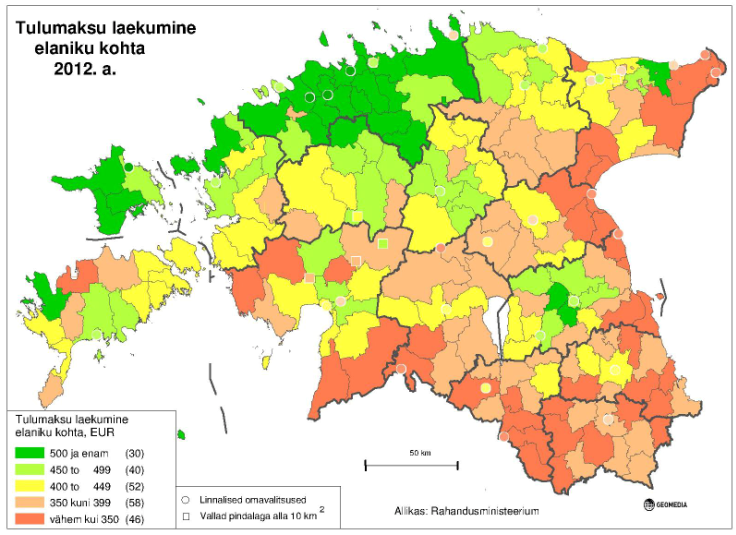 Tulumaksu laekumine
elaniku kohta
2012. a.
Tulumaksu laekumine
elaniku kohta, EUR
500 ja enam (30)
450 to 499 (40)
400 to 449 (52)
350 kuni 399 (58)
vähem kui 350 (46)
Linnalised omavalitsused
Vallad pindalaga alla 10 km 2
50 km
Allikas: Rahandusministeerium
GEOMEDIA